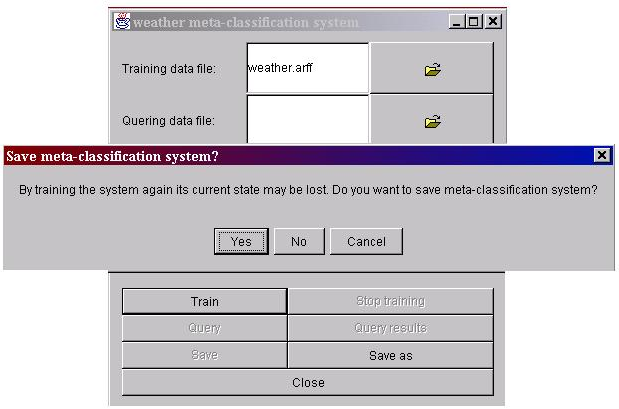 weather meta-classification system
Training data file:
weather.arff
Quering data file:
Save meta-classification system?
By training the system again its current state may be lost. Do you want to save meta-classification system?
Yes No Cancel
Train Stop training
Query Query results
Save Save as
Close